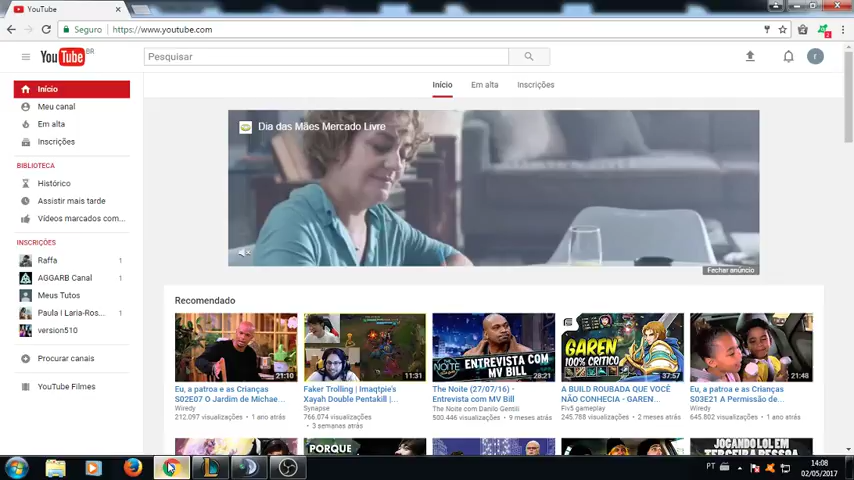 YouTube
Seguro
https://www.youtube.com
YouTube BR
Pesquisar
r
Início
Em alta
Inscrições
Início
Meu canal
Em alta
Inscrições
BIBLIOTECA
Histórico
Assistir mais tarde
Vídeos marcados com...
INSCRIÇÕES
Raffa 1
AGGARB Canal 1
Meus Tutos
Paula l Laria-Ros... 1
version510
Procurar canais
YouTube Filmes
Dia das Mães Mercado Livre
Fechar anúncio
Recomendado
21:10
11:31
THE NOITE
ENTREVISTA COM
MV BILL
28:21
GAREN
100% CRITICO
37:57
21:48
Eu, a patroa e as Crianças
S02E07 O Jardim de Michae...
Wiredy
212.097 visualizações • 1 ano atrás
Faker Trolling | Imaqtpie's
Xayah Double Pentakill |...
Synapse
766.074 visualizações
• 3 semanas atrás
The Noite (27/07/16) -
Entrevista com MV Bill
The Noite com Danilo Gentili
500.446 visualizações • 9 meses atrás
A BUILD ROUBADA QUE VOCÊ
NÃO CONHECIA - GAREN...
Fiv5 gameplay
245.788 visualizações • 2 meses atrás
Eu, a patroa e as Crianças
S03E21 A Permissão de...
Wiredy
645.802 visualizações • 1 ano atrás
PORQUE
JOGANDO LOL EM
TERCEIRA PESSOA
PT
14:08
02/05/2017